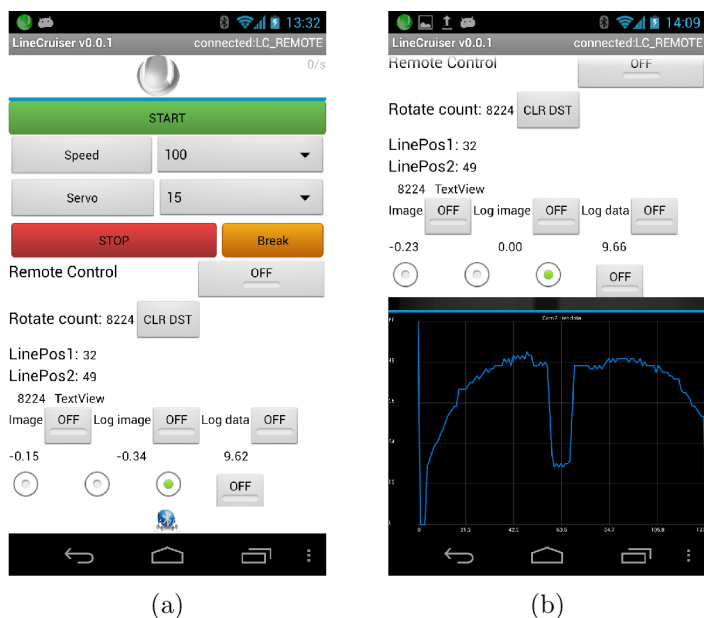 13:32
LineCruiser v0.0.1 connected:LC_REMOTE
0/s
START
Speed 100
Servo 15
STOP Break
Remote Control OFF
Rotate count: 8224 CLR DST
LinePos1: 32
LinePos2: 49
8224 TextView
Image OFF Log image OFF Log data OFF
-0.15 -0.34 9.62
OFF
(a)
14:09
LineCruiser v0.0.1 connected:LC_REMOTE
Remote Control OFF
Rotate count: 8224 CLR DST
LinePos1: 32
LinePos2: 49
8224 TextView
Image OFF Log image OFF Log data OFF
-0.23 0.00 9.66
OFF
0 21.2 42.3 63.5 84.7 105.8
(b)